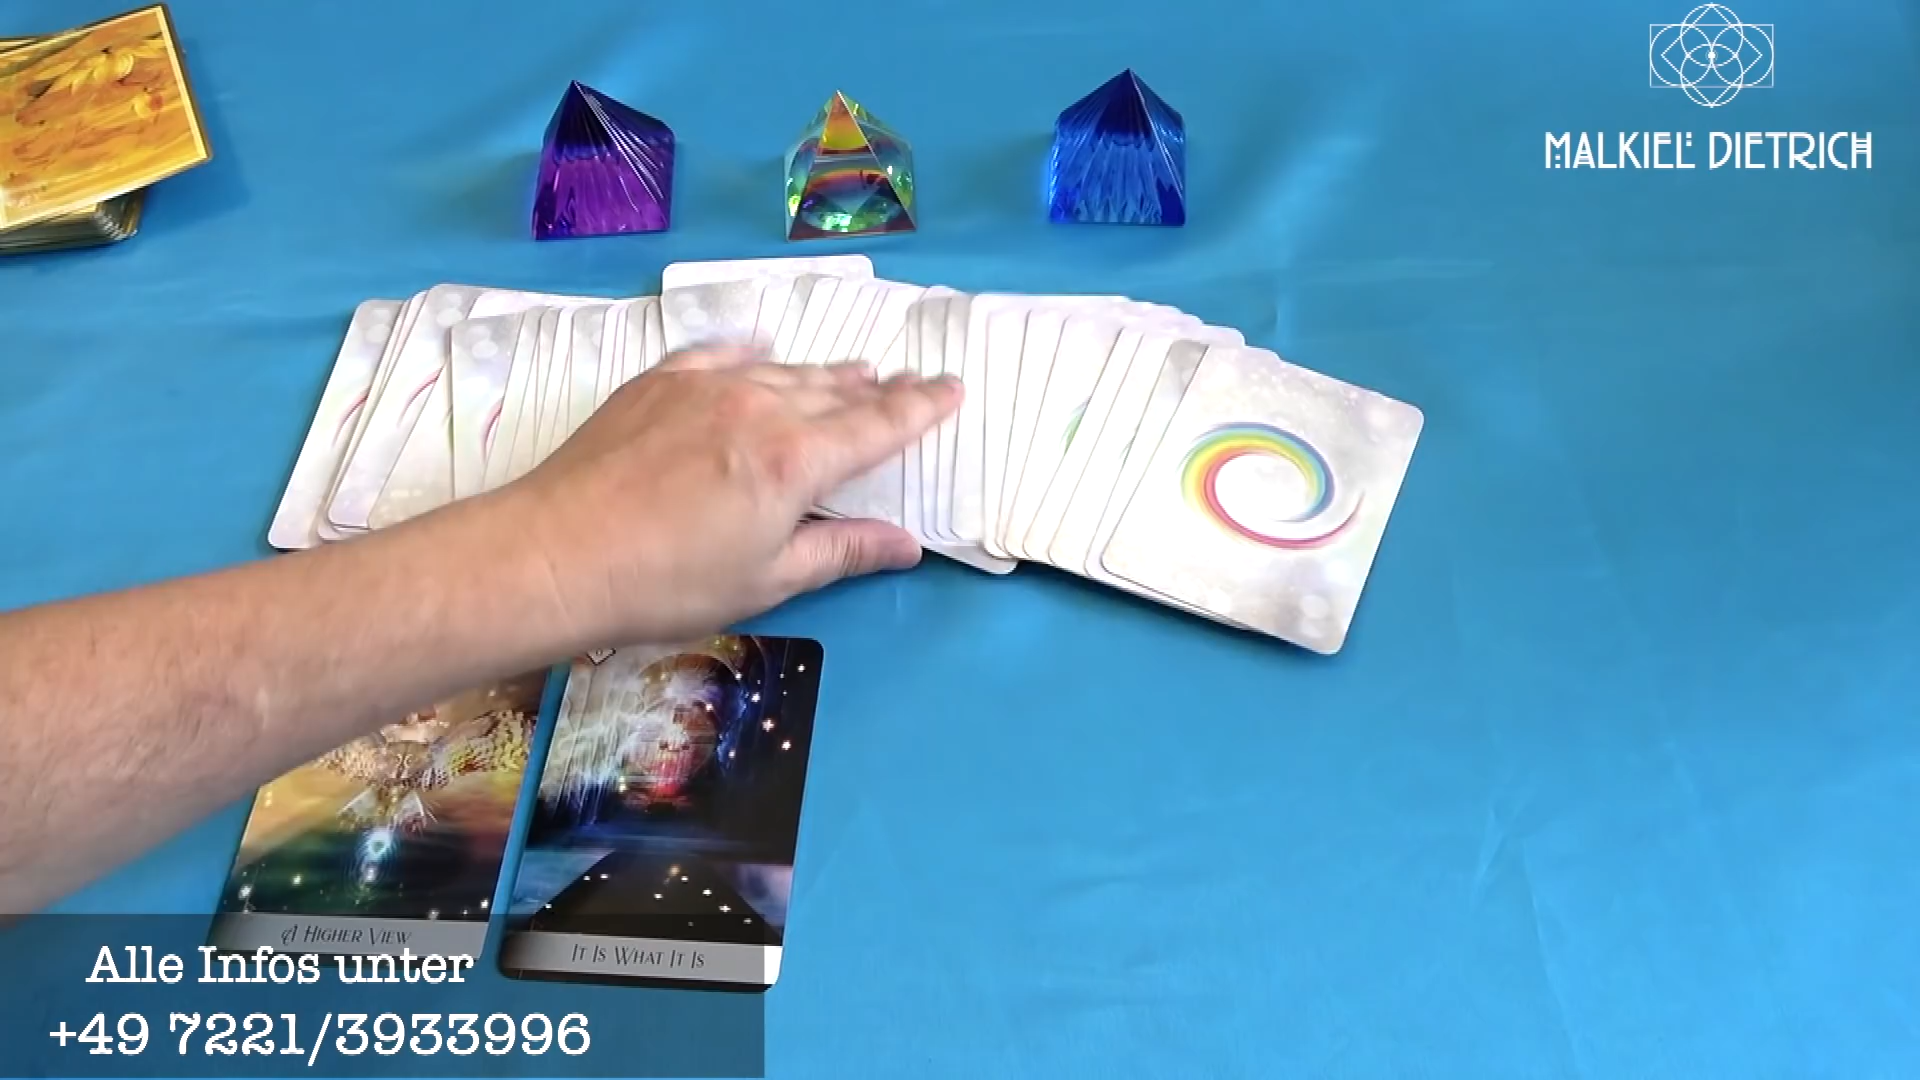 MALKIEL DIETRICH
A HIGHER VIEW
IT IS WHAT IT IS
Alle Infos unter
+49 7221/3933996